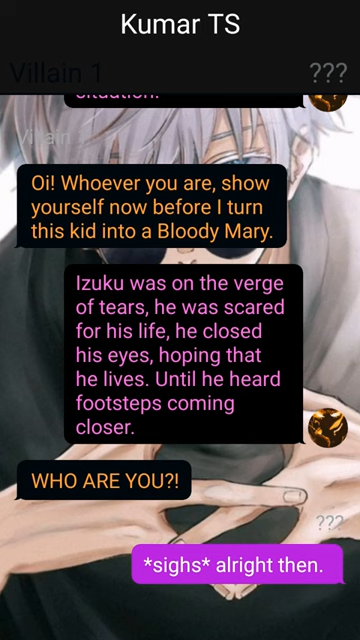 Kumar TS
Villain 1
???
situation.
Villain
Oi! Whoever you are, show
yourself now before I turn
this kid into a Bloody Mary.
Izuku was on the verge
of tears, he was scared
for his life, he closed
his eyes, hoping that
he lives. Until he heard
footsteps coming
closer.
WHO ARE YOU?!
???
*sighs* alright then.